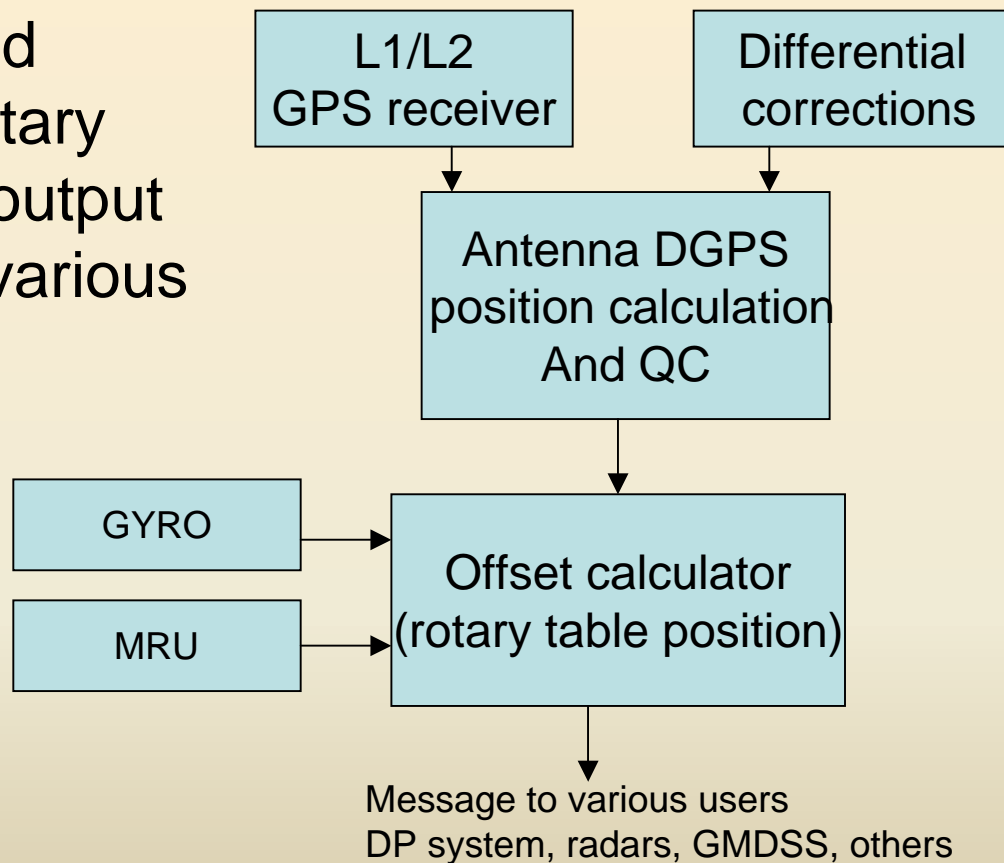 d
tary
output
various
L1/L2
GPS receiver
Differential
corrections
Antenna DGPS
position calculation
And QC
GYRO
MRU
Offset calculator
(rotary table position)
Message to various users
DP system, radars, GMDSS, others